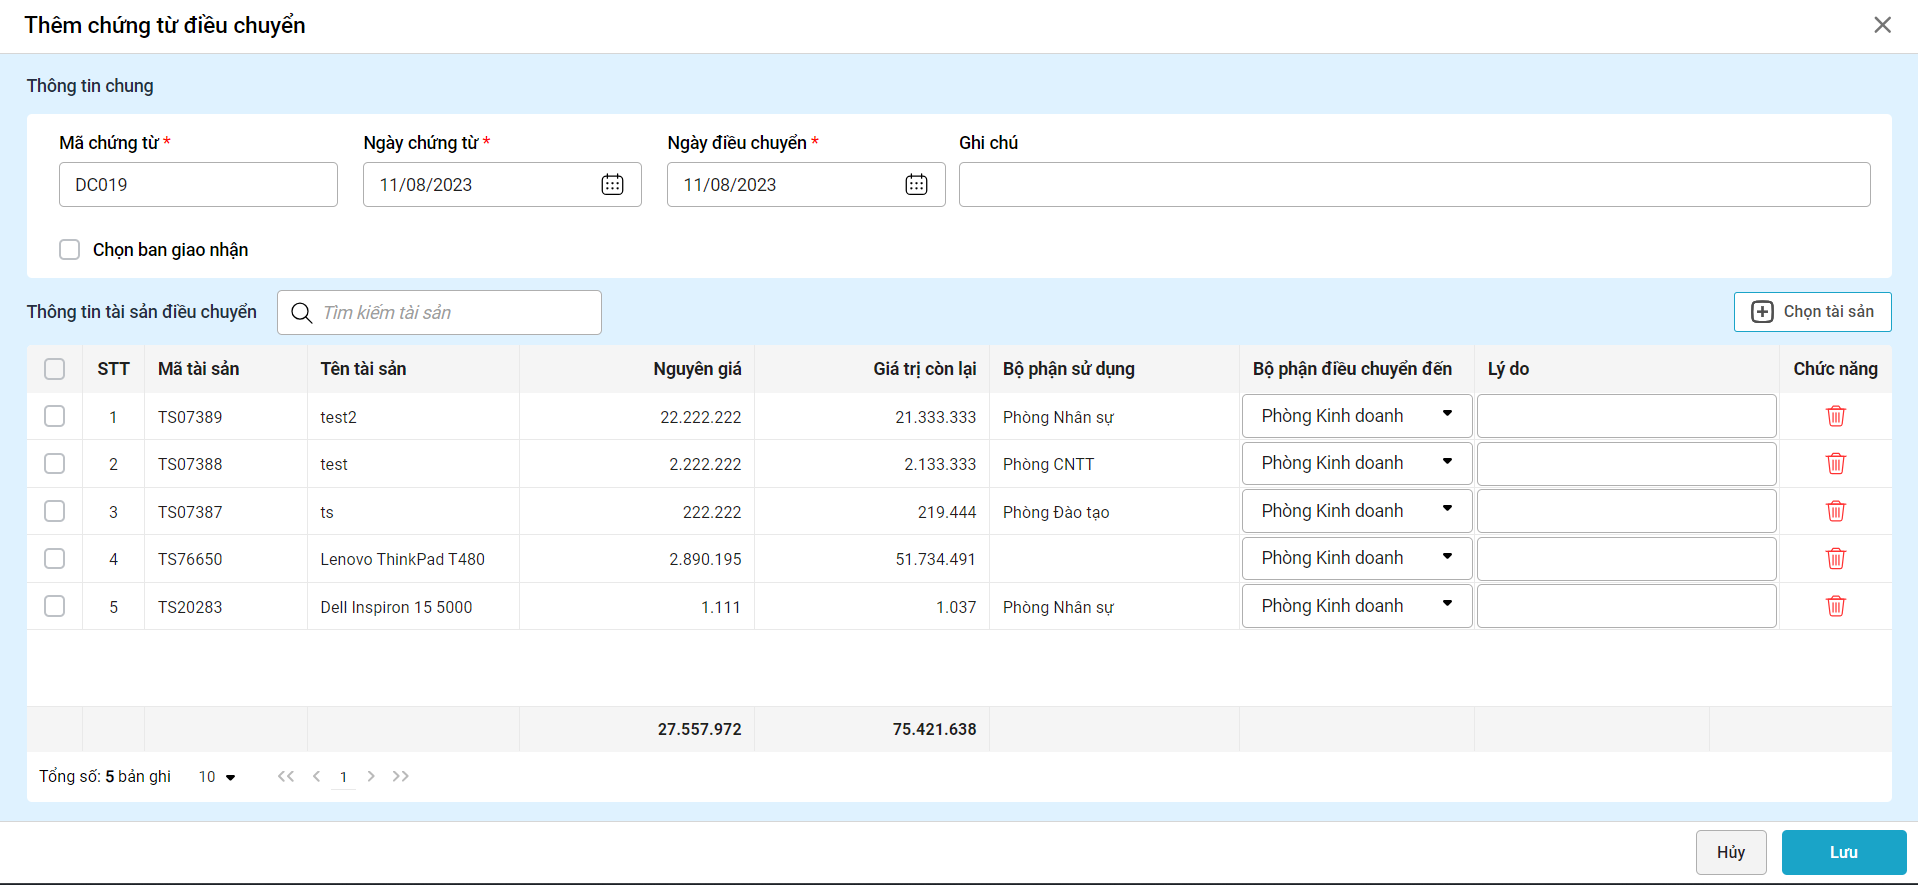 Thêm chứng từ điều chuyển
Thông tin chung
Mã chứng từ * Ngày chứng từ * Ngày điều chuyển * Ghi chú
DC019 11/08/2023 11/08/2023
Chọn ban giao nhận
Thông tin tài sản điều chuyển Tìm kiếm tài sản Chọn tài sản
STT Mã tài sản Tên tài sản Nguyên giá Giá trị còn lại Bộ phận sử dụng Bộ phận điều chuyển đến Lý do Chức năng
1 TS07389 test2 22.222.222 21.333.333 Phòng Nhân sự Phòng Kinh doanh
2 TS07388 test 2.222.222 2.133.333 Phòng CNTT Phòng Kinh doanh
3 TS07387 ts 222.222 219.444 Phòng Đào tạo Phòng Kinh doanh
4 TS76650 Lenovo ThinkPad T480 2.890.195 51.734.491 Phòng Kinh doanh
5 TS20283 Dell Inspiron 15 5000 1.111 1.037 Phòng Nhân sự Phòng Kinh doanh
27.557.972 75.421.638
Tổng số: 5 bản ghi 10 << < 1 > >>
Hủy Lưu